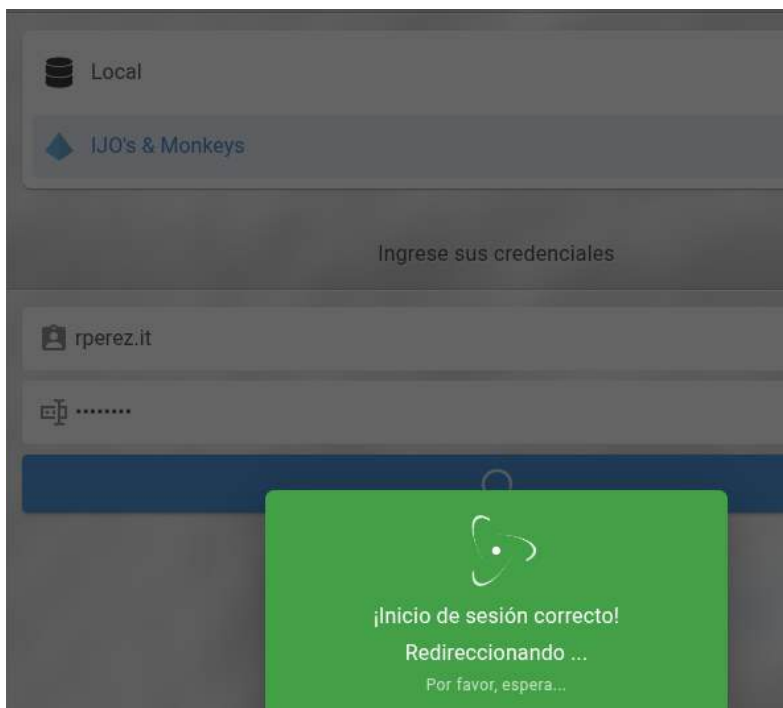 Local
IJO's & Monkeys
Ingrese sus credenciales
rperez.it
••••••••
¡Inicio de sesión correcto!
Redireccionando ...
Por favor, espera...